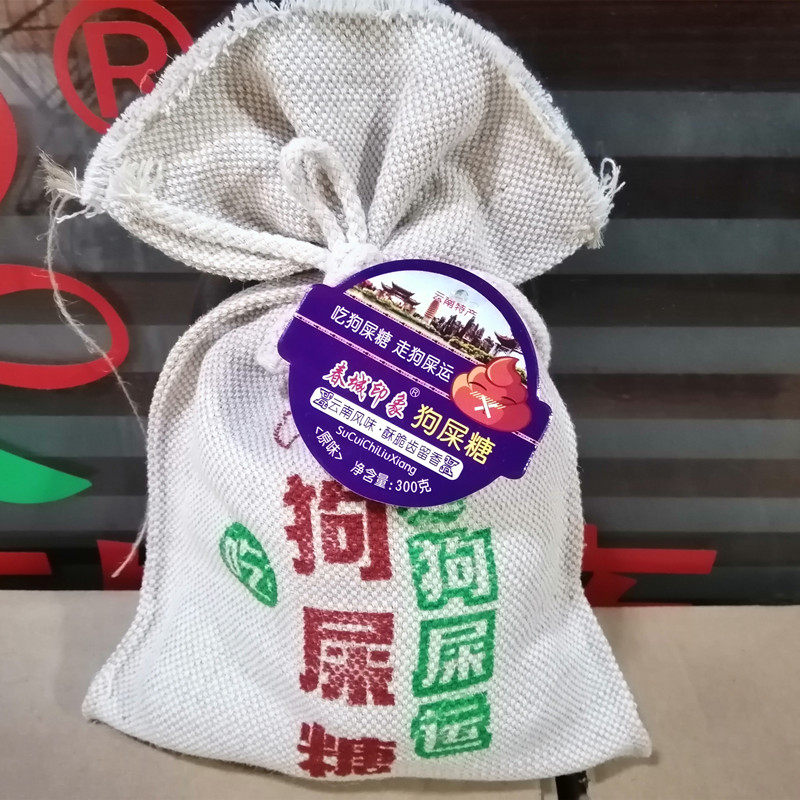 ®
云南特产
吃狗屎糖 走狗屎运
春城印象®
狗屎糖
云南风味·酥脆齿留香
SuCuiChiLiuXiang
<原味>
净含量:300克
吃
狗屎糖
狗屎运